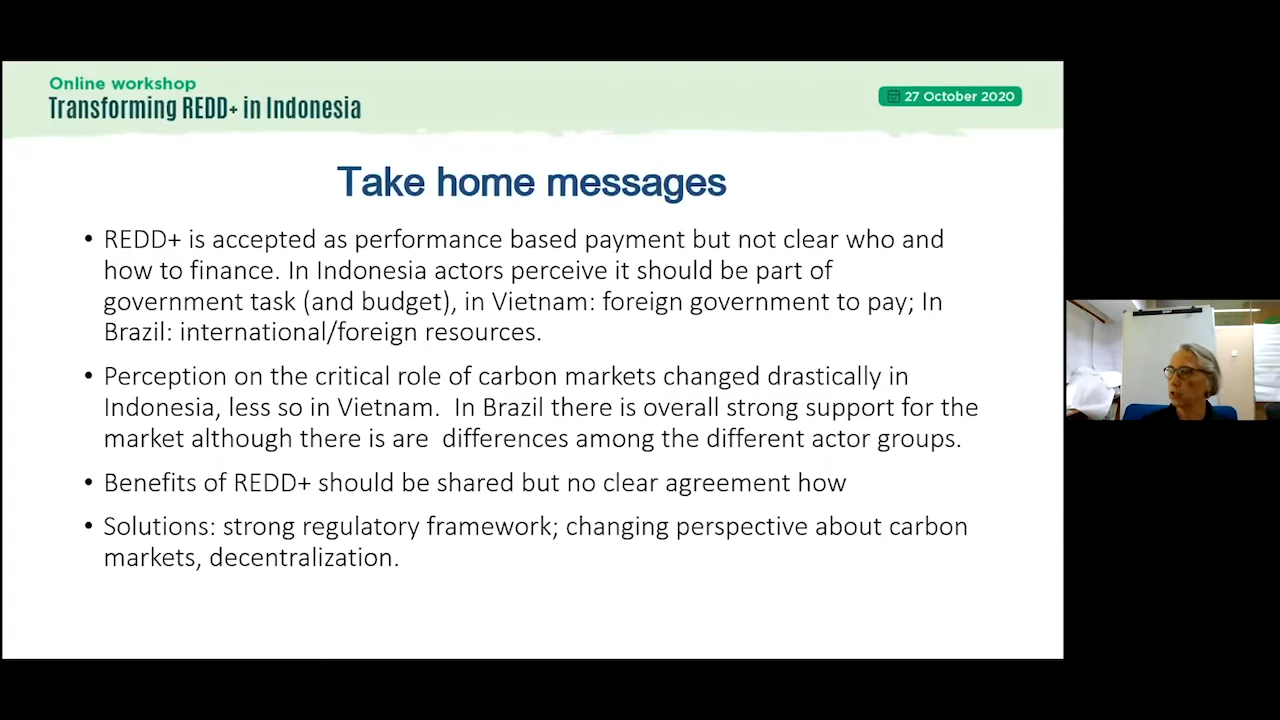 Online workshop
Transforming REDD+ in Indonesia
27 October 2020
Take home messages
• REDD+ is accepted as performance based payment but not clear who and
how to finance. In Indonesia actors perceive it should be part of
government task (and budget), in Vietnam: foreign government to pay; In
Brazil: international/foreign resources.
• Perception on the critical role of carbon markets changed drastically in
Indonesia, less so in Vietnam.  In Brazil there is overall strong support for the
market although there is are  differences among the different actor groups.
• Benefits of REDD+ should be shared but no clear agreement how
• Solutions: strong regulatory framework; changing perspective about carbon
markets, decentralization.